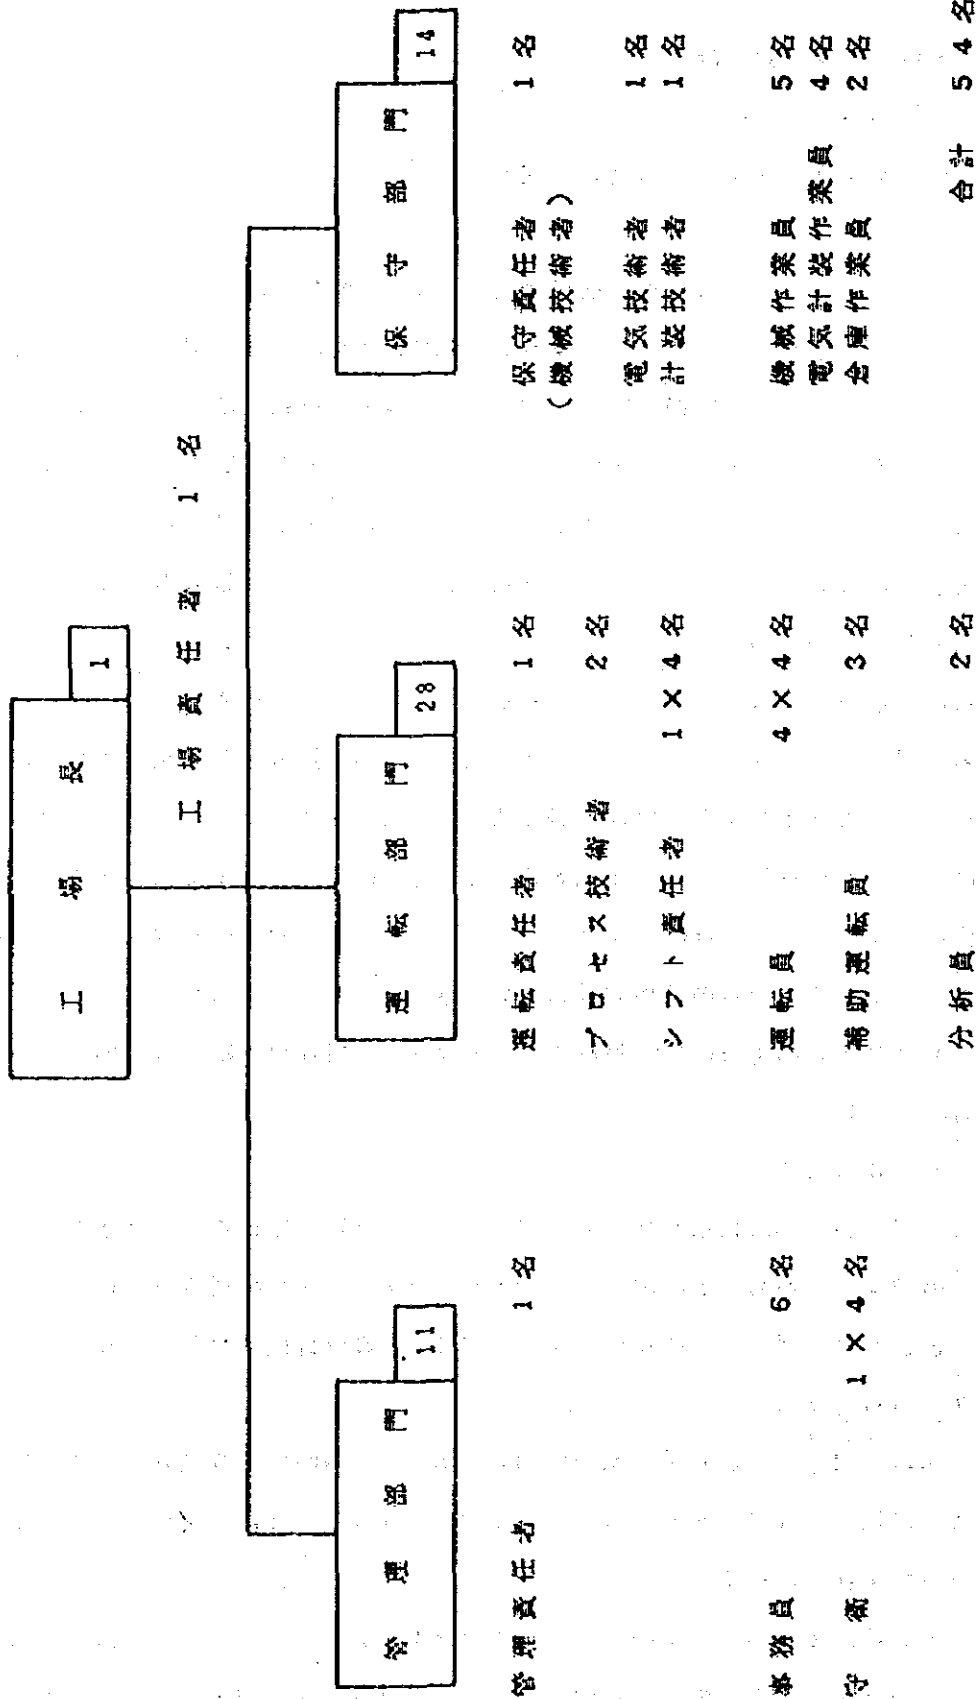 工場長
1
工場責任者 1名
管理部門
11
管理責任者 1名
事務員 6名
守衛 1×4名
運転部門
28
運転責任者 1名
プロセス技術者 2名
シフト責任者 1×4名
運転員 4×4名
補助運転員 3名
分析員 2名
保守部門
14
保守責任者 1名
(機械技術者)
電気技術者 1名
計装技術者 1名
機械作業員 5名
電気計装作業員 4名
倉庫作業員 2名
合計 54名